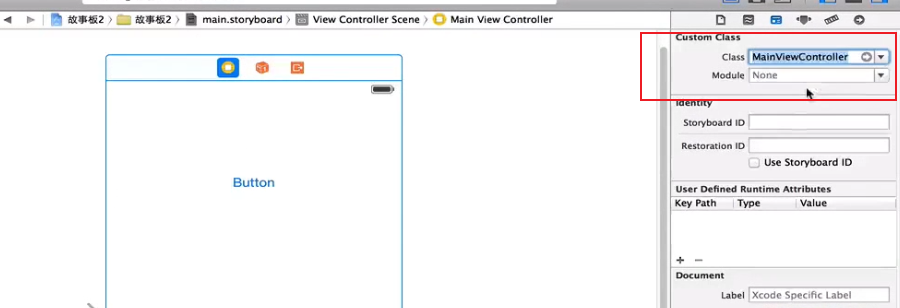 故事板2 〉 故事板2 〉 main.storyboard 〉 View Controller Scene 〉 Main View Controller
Custom Class
Class MainViewController
Module None
Identity
Storyboard ID
Restoration ID
Use Storyboard ID
Button
User Defined Runtime Attributes
Key Path Type Value
+ −
Document
Label Xcode Specific Label